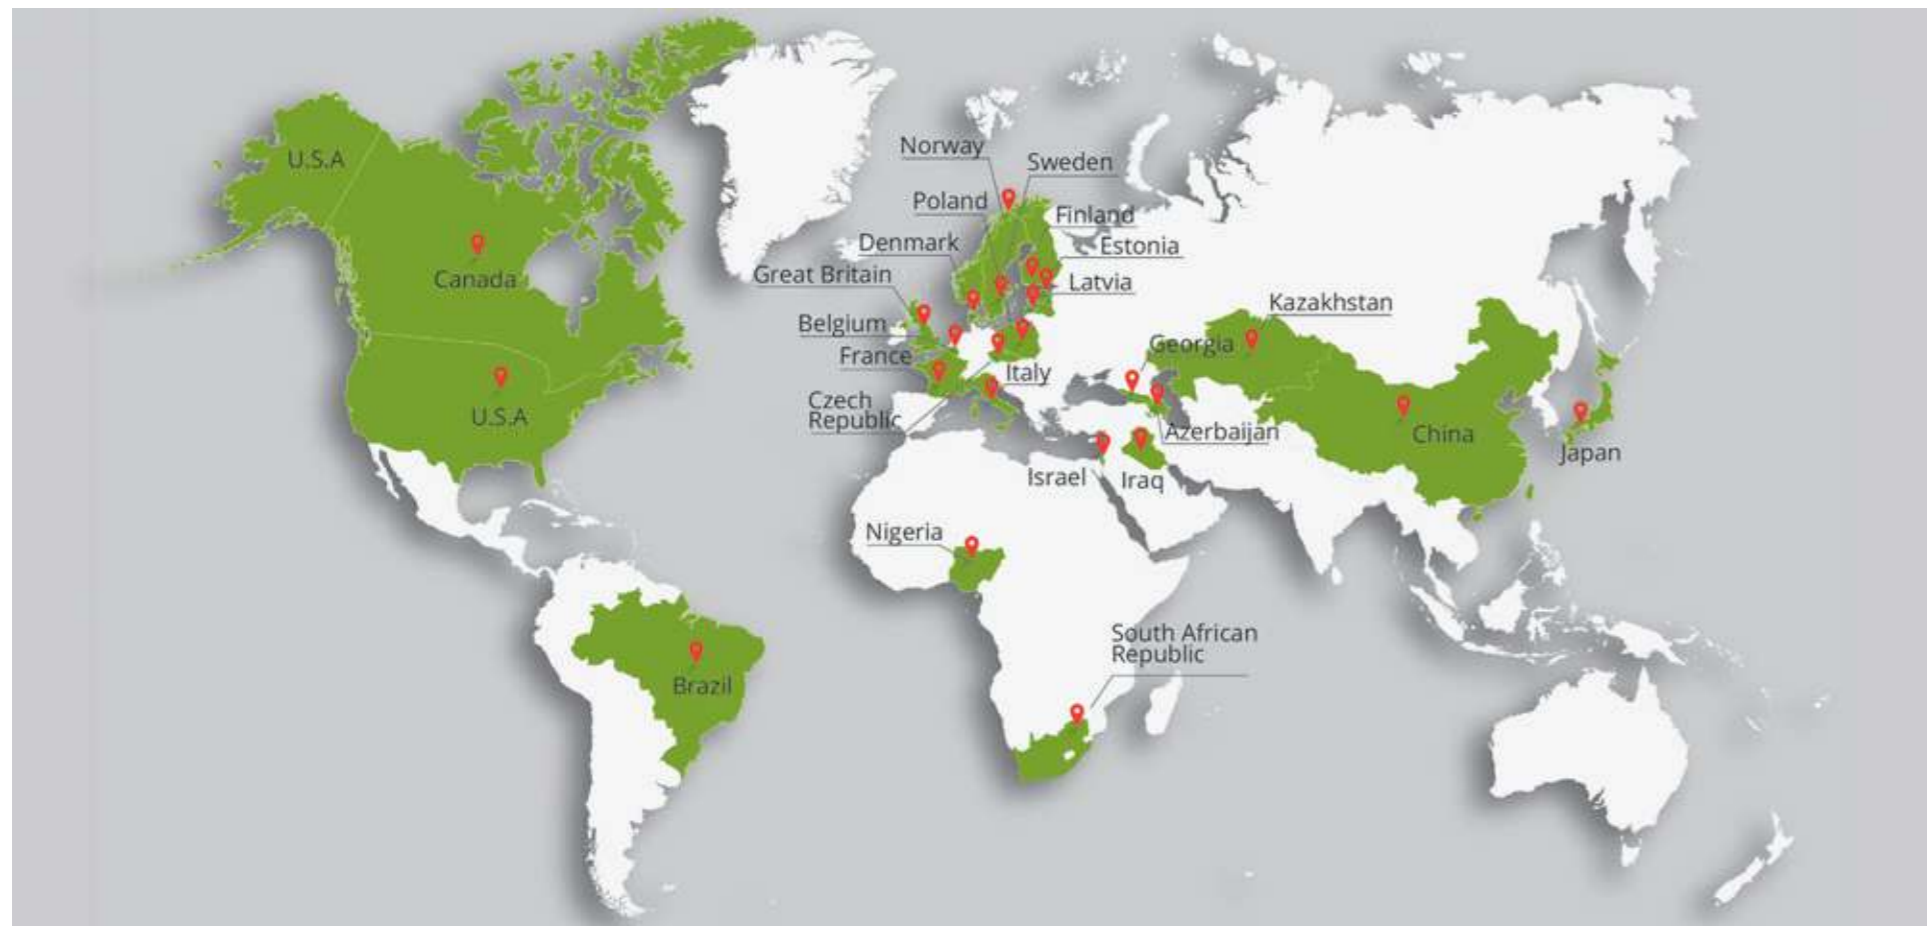 Norway
Sweden
U.S.A
Poland
Finland
Denmark
Estonia
Great Britain
Canada
Latvia
Kazakhstan
Belgium
Georgia
France
Italy
Czech
Republic
U.S.A
Azerbaijan
China
Japan
Israel
Iraq
Nigeria
South African
Republic
Brazil